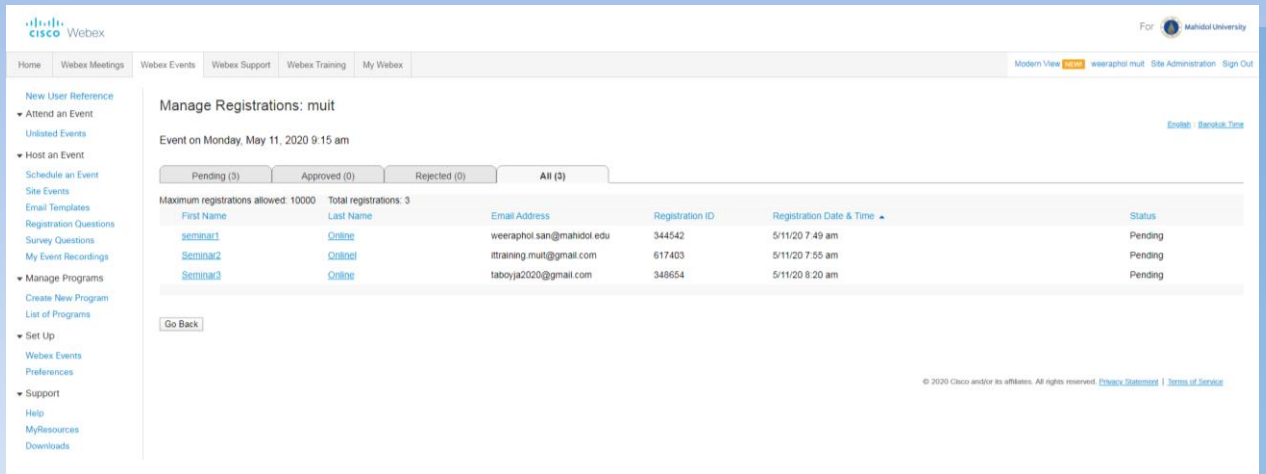 CISCO Webex
For Mahidol University
Home Webex Meetings Webex Events Webex Support Webex Training My Webex
Modern View NEW! weeraphol muit Site Administration Sign Out
New User Reference
Attend an Event
Unlisted Events
Host an Event
Schedule an Event
Site Events
Email Templates
Registration Questions
Survey Questions
My Event Recordings
Manage Programs
Create New Program
List of Programs
Set Up
Webex Events
Preferences
Support
Help
MyResources
Downloads
Manage Registrations: muit
English : Bangkok Time
Event on Monday, May 11, 2020 9:15 am
Pending (3) Approved (0) Rejected (0) All (3)
Maximum registrations allowed: 10000 Total registrations: 3
First Name Last Name Email Address Registration ID Registration Date & Time Status
seminar1 Online weeraphol.san@mahidol.edu 344542 5/11/20 7:49 am Pending
Seminar2 Onlinel ittraining.muit@gmail.com 617403 5/11/20 7:55 am Pending
Seminar3 Online taboyja2020@gmail.com 348654 5/11/20 8:20 am Pending
Go Back
© 2020 Cisco and/or its affiliates. All rights reserved. Privacy Statement | Terms of Service